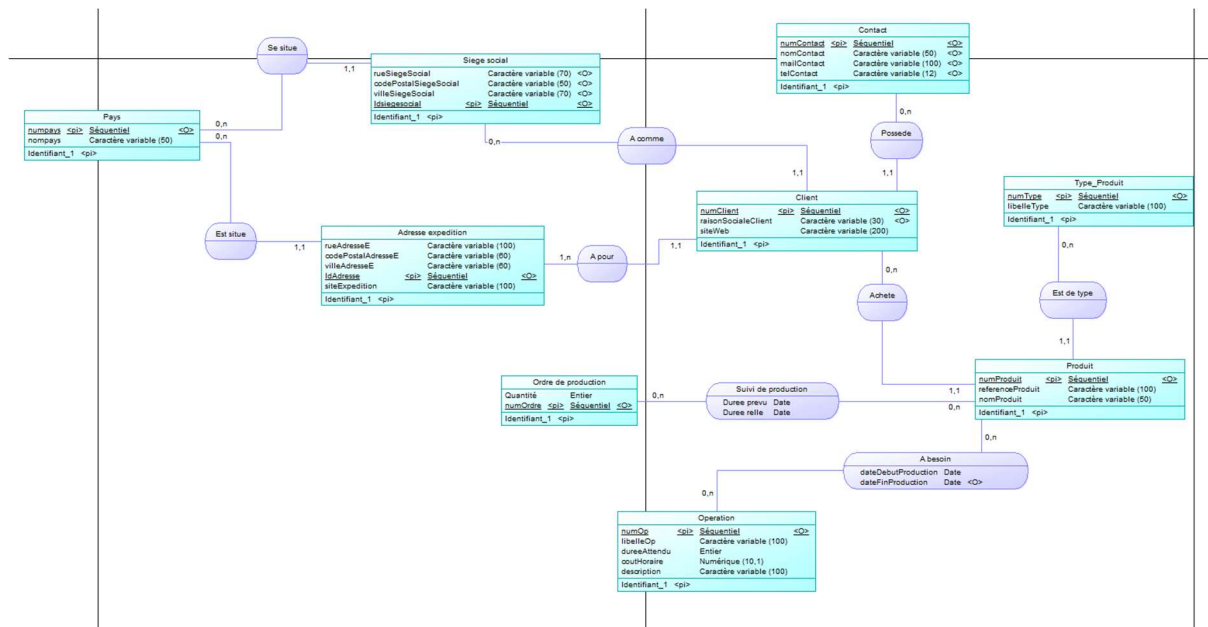 Contact
numContact <pi> Séquentiel <O>
nomContact Caractère variable (50) <O>
mailContact Caractère variable (100) <O>
telContact Caractère variable (12) <O>
Identifiant_1 <pi>
0,n
Possede
1,1
Se situe
1,1
0,n
Siege social
rueSiegeSocial Caractère variable (70) <O>
codePostalSiegeSocial Caractère variable (50) <O>
villeSiegeSocial Caractère variable (70) <O>
Idsiegesocial <pi> Séquentiel <O>
Identifiant_1 <pi>
0,n
A comme
1,1
Pays
numpays <pi> Séquentiel <O>
nompays Caractère variable (50)
Identifiant_1 <pi>
0,n
Est situe
1,1
Client
numClient <pi> Séquentiel <O>
raisonSocialeClient Caractère variable (30) <O>
siteWeb Caractère variable (200)
Identifiant_1 <pi>
Type_Produit
numType <pi> Séquentiel <O>
libelleType Caractère variable (100)
Identifiant_1 <pi>
0,n
Est de type
1,1
Adresse expedition
rueAdresseE Caractère variable (100)
codePostalAdresseE Caractère variable (60)
villeAdresseE Caractère variable (60)
IdAdresse <pi> Séquentiel <O>
siteExpedition Caractère variable (100)
Identifiant_1 <pi>
1,n
A pour
1,1
0,n
Achete
1,1
Produit
numProduit <pi> Séquentiel <O>
referenceProduit Caractère variable (100)
nomProduit Caractère variable (50)
Identifiant_1 <pi>
Ordre de production
Quantité Entier
numOrdre <pi> Séquentiel <O>
Identifiant_1 <pi>
0,n
Suivi de production
Duree prevu Date
Duree relle Date
0,n
0,n
A besoin
dateDebutProduction Date
dateFinProduction Date <O>
0,n
Operation
numOp <pi> Séquentiel <O>
libelleOp Caractère variable (100)
dureeAttendu Entier
coutHoraire Numérique (10,1)
description Caractère variable (100)
Identifiant_1 <pi>